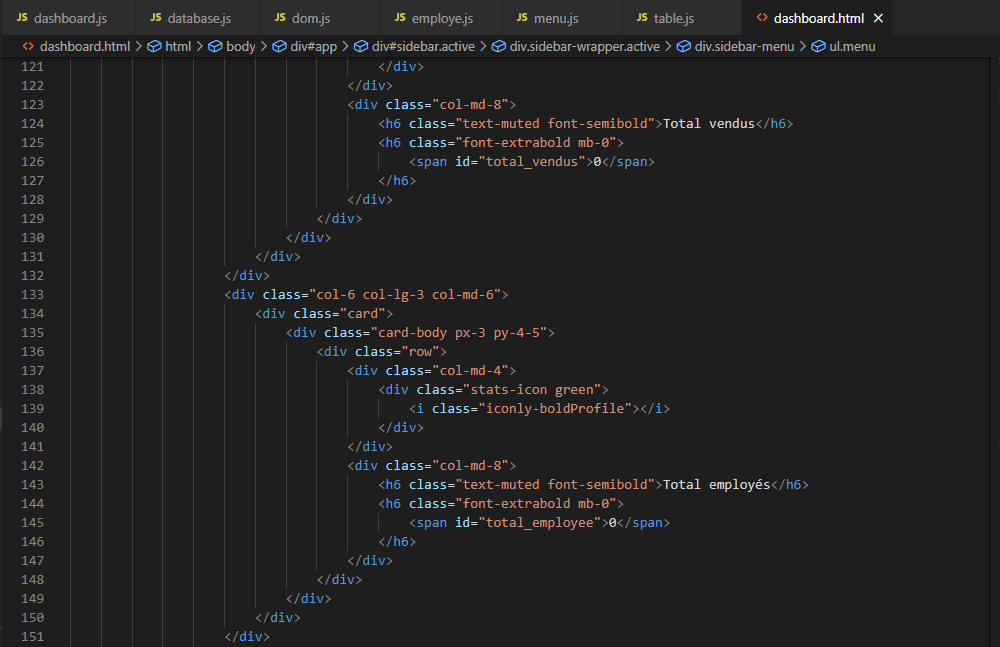 JS dashboard.js JS database.js JS dom.js JS employe.js JS menu.js JS table.js <> dashboard.html ×
<> dashboard.html > html > body > div#app > div#sidebar.active > div.sidebar-wrapper.active > div.sidebar-menu > ul.menu
121 </div>
122 </div>
123 <div class="col-md-8">
124 <h6 class="text-muted font-semibold">Total vendus</h6>
125 <h6 class="font-extrabold mb-0">
126 <span id="total_vendus">0</span>
127 </h6>
128 </div>
129 </div>
130 </div>
131 </div>
132 </div>
133 <div class="col-6 col-lg-3 col-md-6">
134 <div class="card">
135 <div class="card-body px-3 py-4-5">
136 <div class="row">
137 <div class="col-md-4">
138 <div class="stats-icon green">
139 <i class="iconly-boldProfile"></i>
140 </div>
141 </div>
142 <div class="col-md-8">
143 <h6 class="text-muted font-semibold">Total employés</h6>
144 <h6 class="font-extrabold mb-0">
145 <span id="total_employee">0</span>
146 </h6>
147 </div>
148 </div>
149 </div>
150 </div>
151 </div>